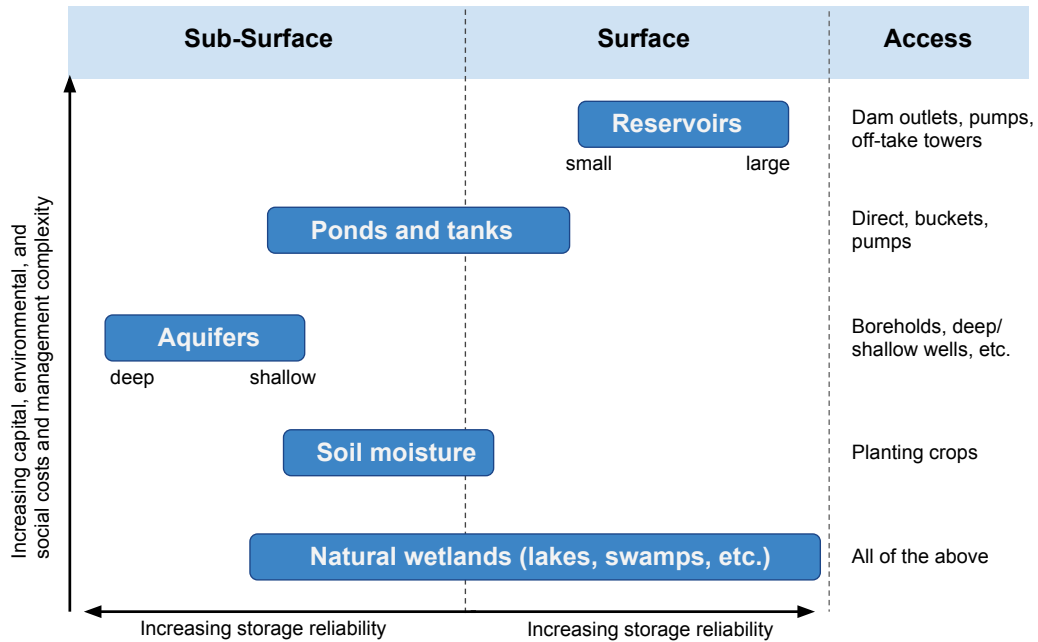 Sub-Surface
Surface
Access
Increasing capital, environmental, and
social costs and management complexity
Reservoirs
small
large
Dam outlets, pumps,
off-take towers
Ponds and tanks
Direct, buckets,
pumps
Aquifers
deep
shallow
Boreholds, deep/
shallow wells, etc.
Soil moisture
Planting crops
Natural wetlands (lakes, swamps, etc.)
All of the above
Increasing storage reliability
Increasing storage reliability